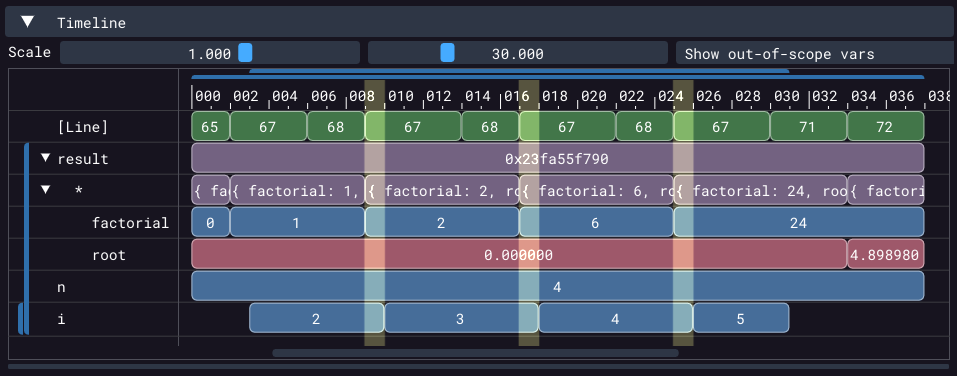 Timeline
Scale 1.000 30.000 Show out-of-scope vars
000 002 004 006 008 010 012 014 016 018 020 022 024 026 028 030 032 034 036 038
[Line] 65 67 68 67 68 67 68 67 71 72
result 0x23fa55f790
* { fac { factorial: 1, { factorial: 2, ro { factorial: 6, ro { factorial: 24, roo { factori
factorial 0 1 2 6 24
root 0.000000 4.898980
n 4
i 2 3 4 5